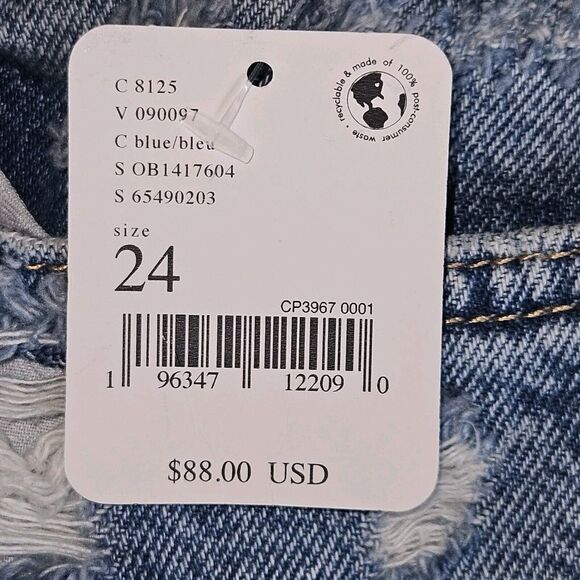 C 8125
V 090097
C blue/bleu
S OB1417604
S 65490203
size
24
CP3967 0001
1 96347 12209 0
$88.00 USD
• recyclable & made of 100% post-consumer waste